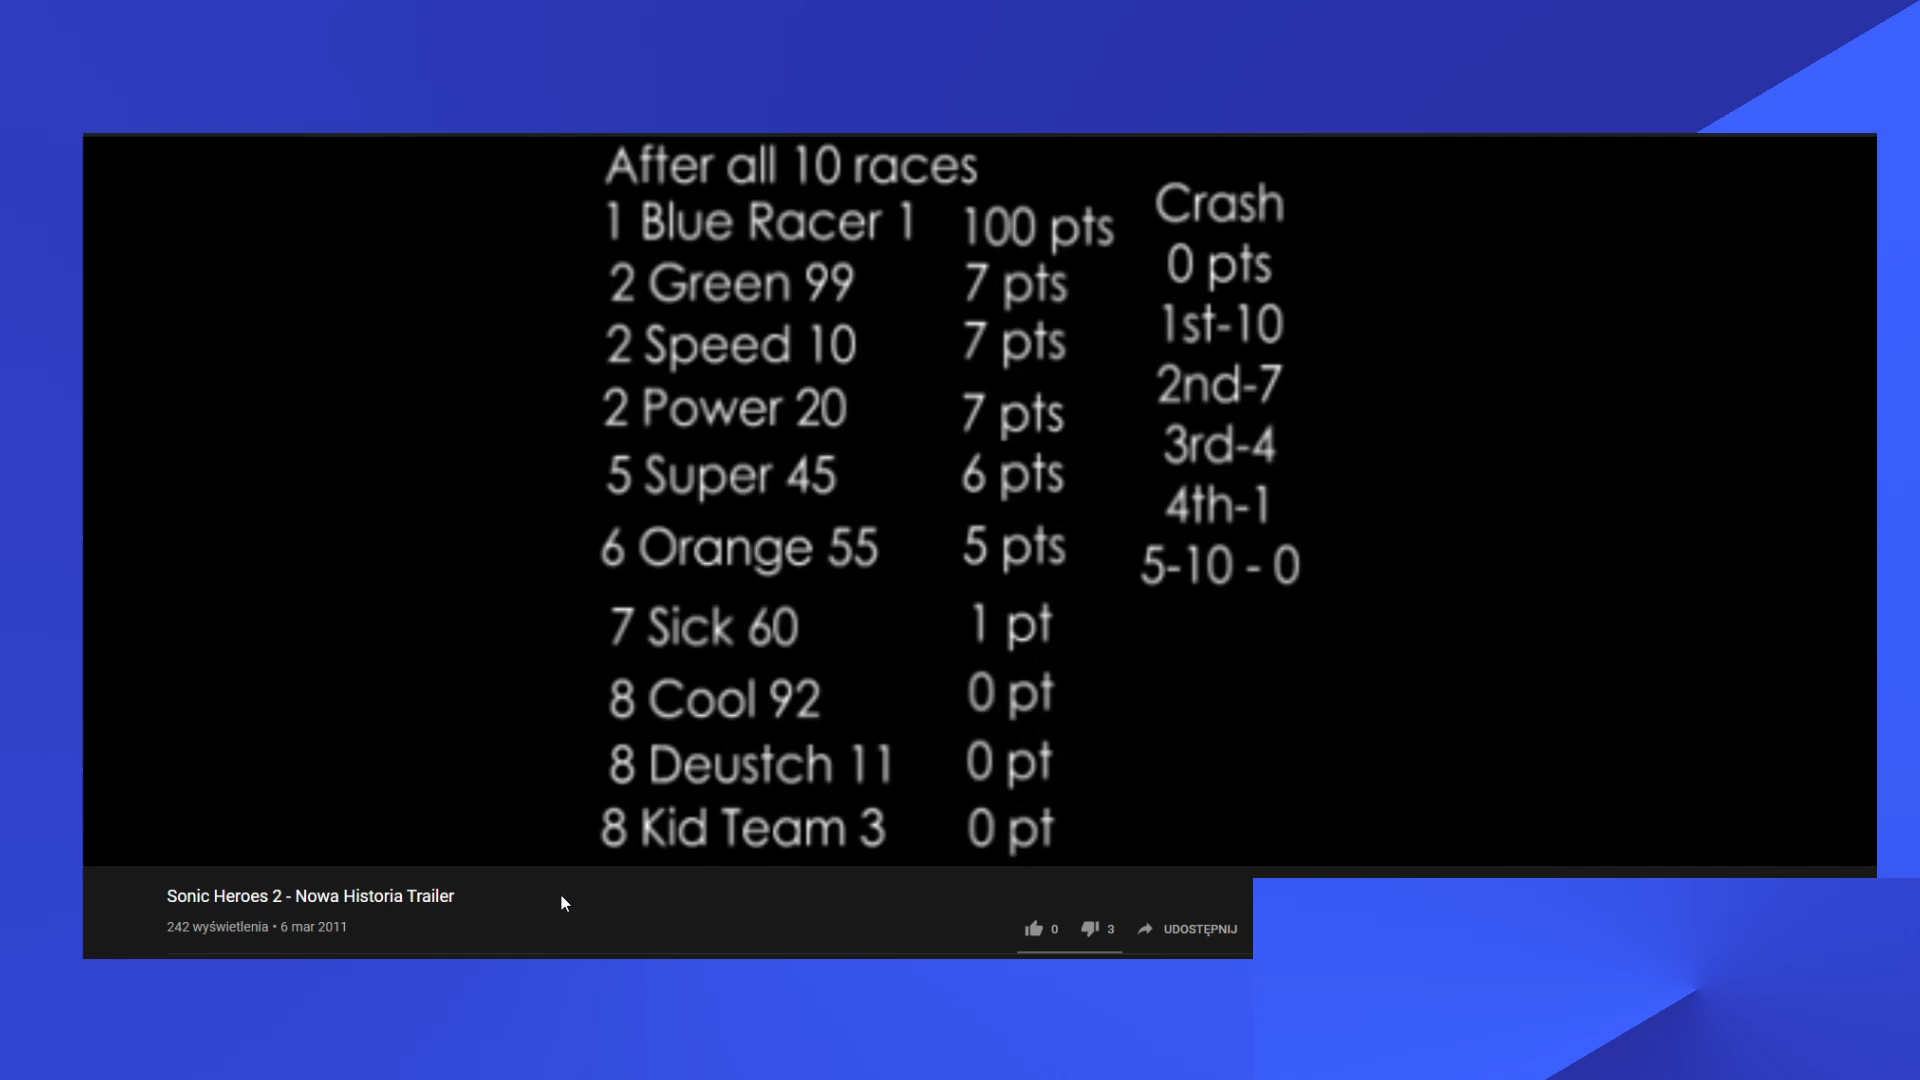 After all 10 races
1 Blue Racer 1 100 pts
2 Green 99 7 pts
2 Speed 10 7 pts
2 Power 20 7 pts
5 Super 45 6 pts
6 Orange 55 5 pts
7 Sick 60 1 pt
8 Cool 92 0 pt
8 Deustch 11 0 pt
8 Kid Team 3 0 pt
Crash
0 pts
1st-10
2nd-7
3rd-4
4th-1
5-10 - 0
Sonic Heroes 2 - Nowa Historia Trailer
242 wyświetlenia • 6 mar 2011
0 3 UDOSTĘPNIJ